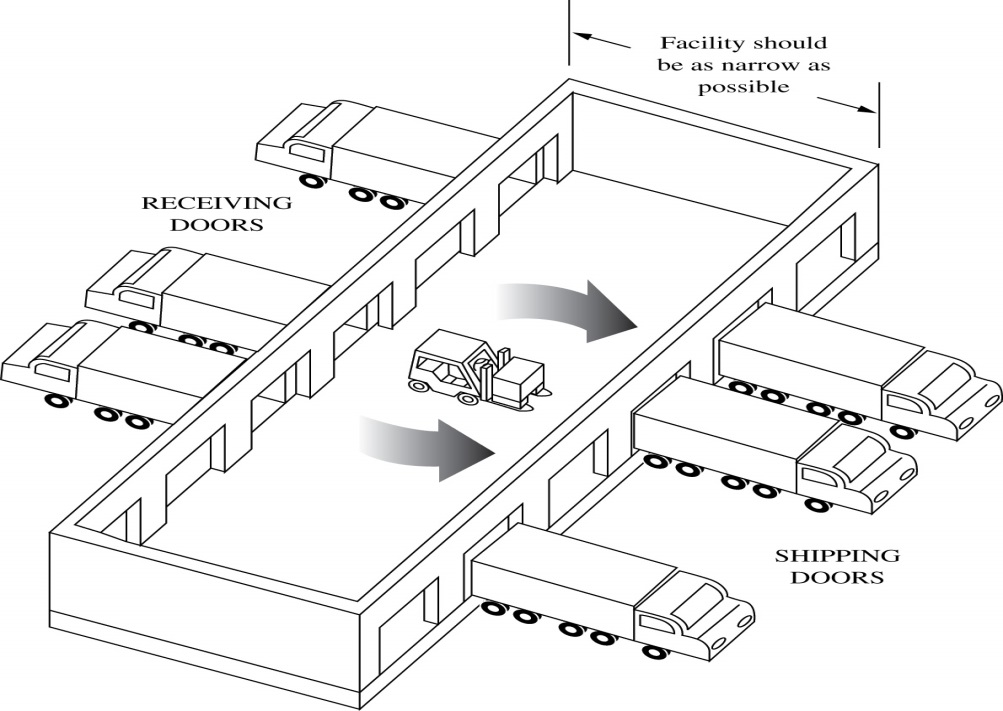 Facility should
be as narrow as
possible
RECEIVING
DOORS
SHIPPING
DOORS